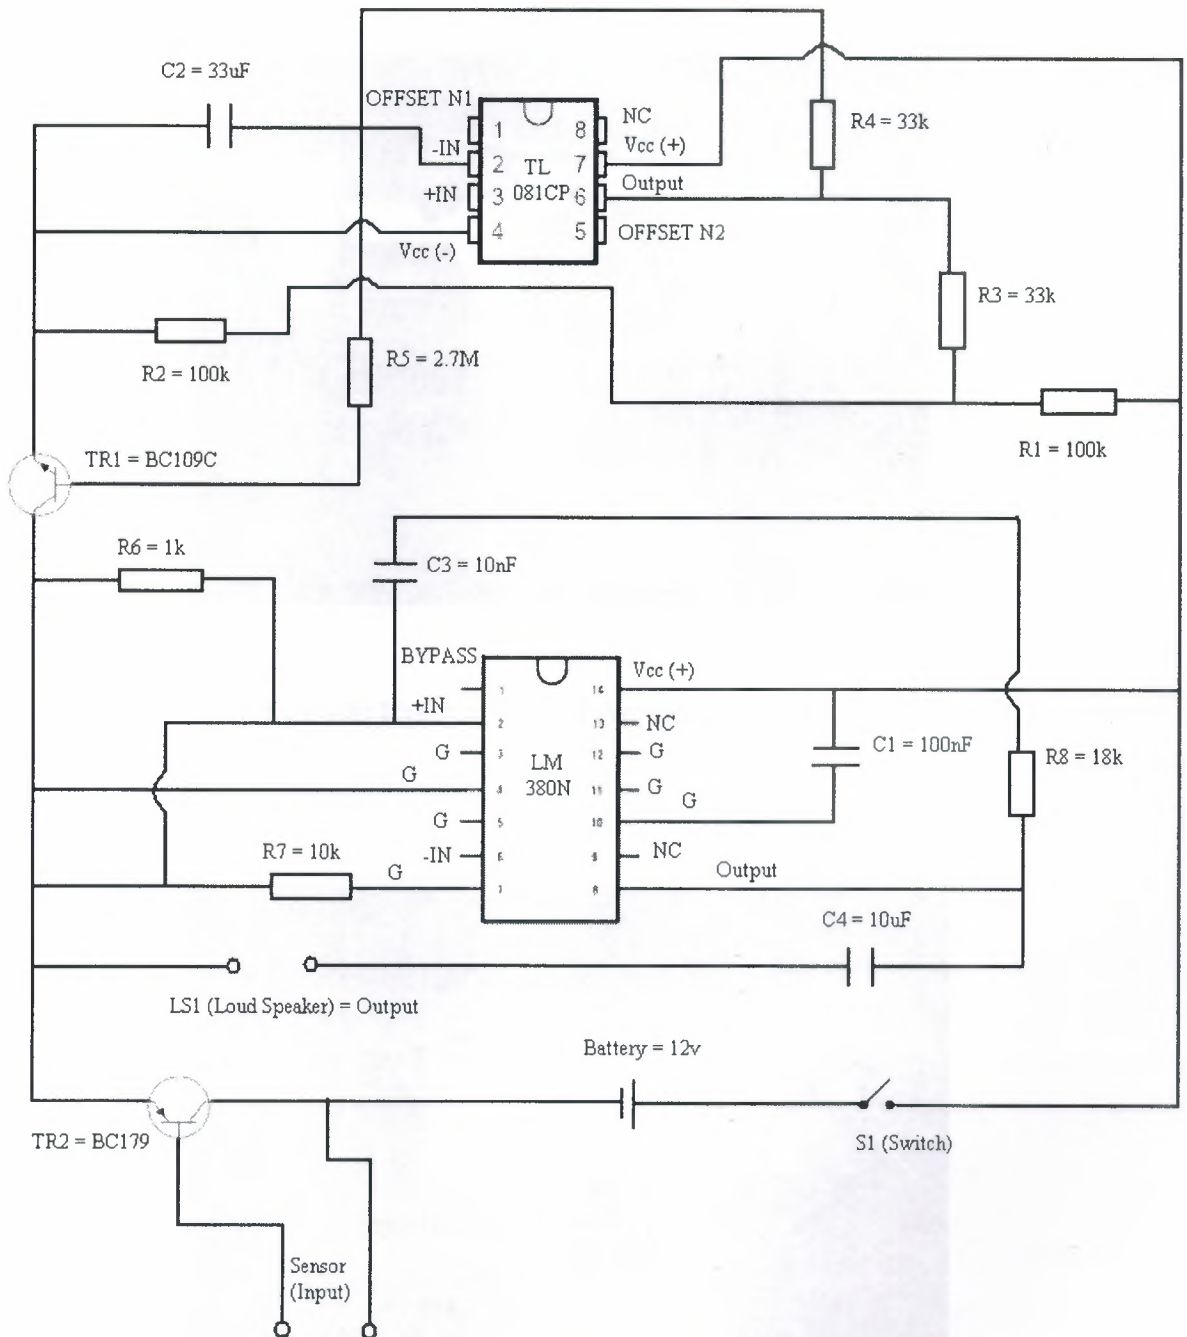 C2 = 33uF
OFFSET N1
NC
R4 = 33k
1
8
Vcc (+)
-IN
2
TL
7
Output
+IN
3
081CP
6
4
5
OFFSET N2
Vcc (-)
R3 = 33k
R5 = 2.7M
R2 = 100k
R1 = 100k
TR1 = BC109C
R6 = 1k
C3 = 10nF
BYPASS
Vcc (+)
1
14
+IN
2
13
NC
C1 = 100nF
G
3
LM
12
G
R8 = 18k
G
4
380N
11
G
G
G
5
10
R7 = 10k
-IN
6
9
NC
G
Output
7
8
C4 = 10uF
LS1 (Loud Speaker) = Output
Battery = 12v
TR2 = BC179
S1 (Switch)
Sensor
(Input)